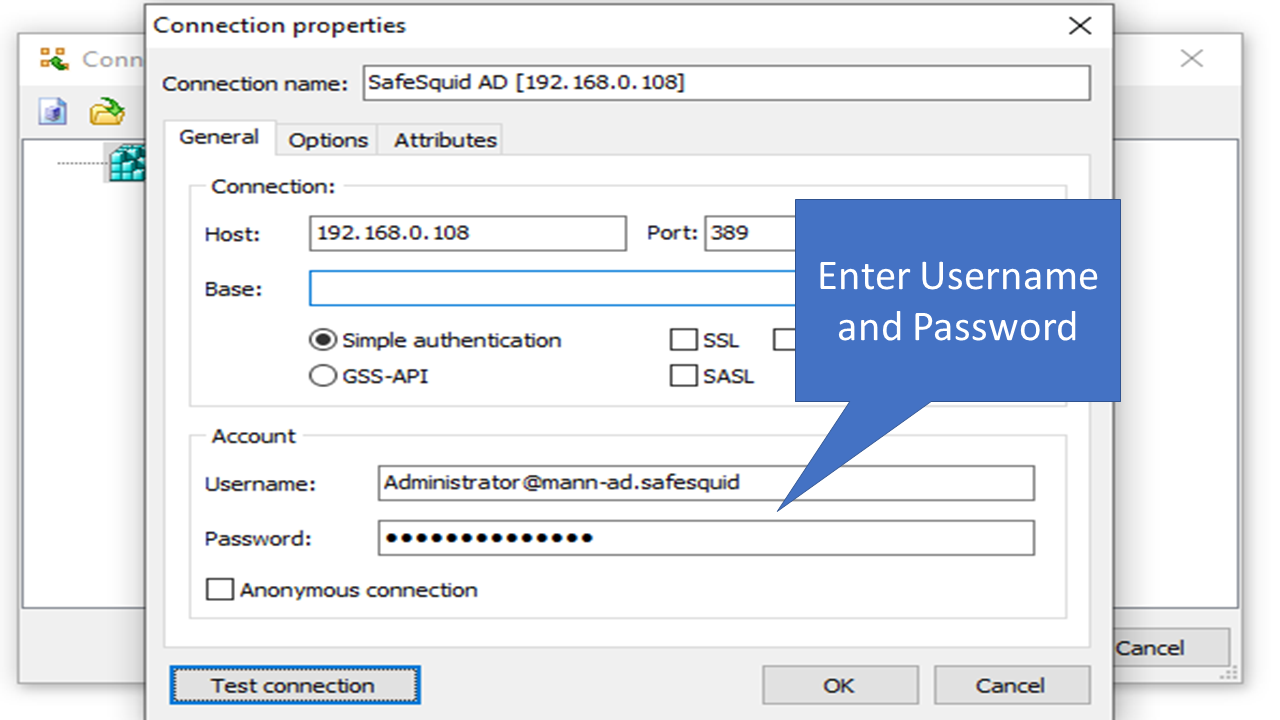 Connection properties
Conn
Connection name: SafeSquid AD [192.168.0.108]
General Options Attributes
Connection:
Host: 192.168.0.108 Port: 389
Base:
Enter Username
and Password
Simple authentication SSL
GSS-API SASL
Account
Username: Administrator@mann-ad.safesquid
Password: ••••••••••••••
Anonymous connection
Cancel
Test connection OK Cancel